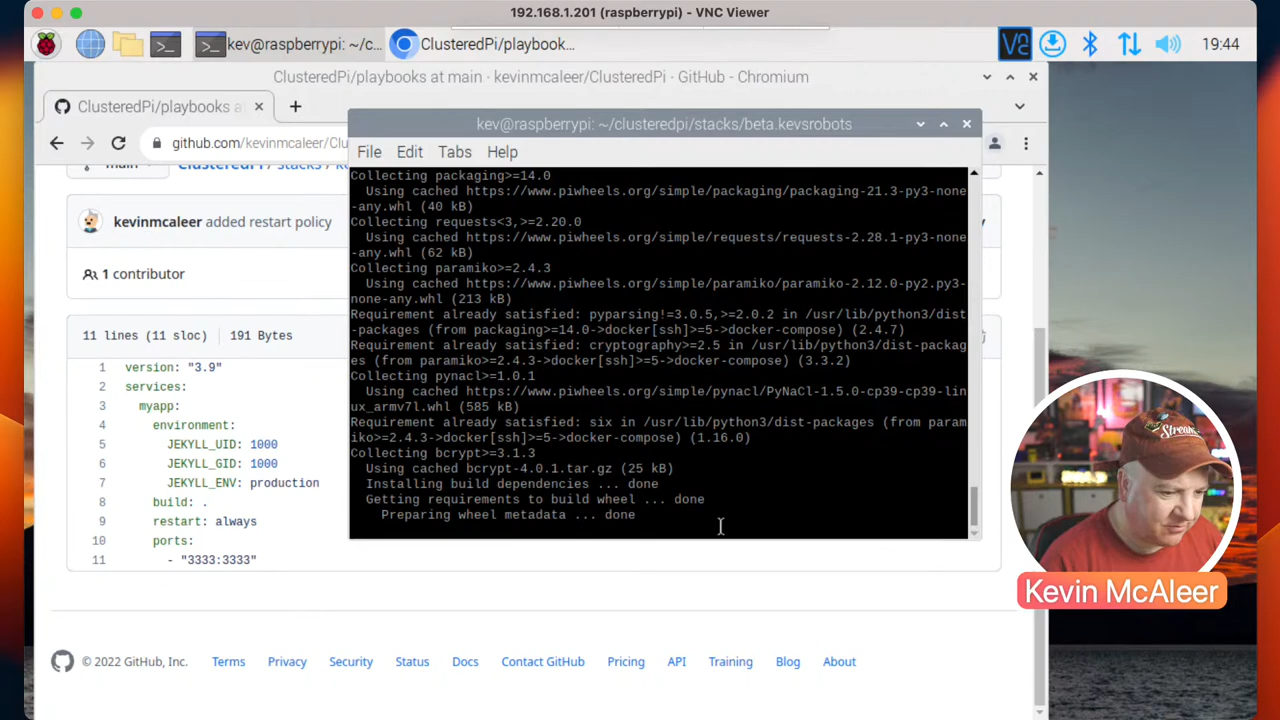 192.168.1.201 (raspberrypi) - VNC Viewer
kev@raspberrypi: ~/c...
ClusteredPi/playbook...
19:44
ClusteredPi/playbooks at main · kevinmcaleer/ClusteredPi · GitHub - Chromium
ClusteredPi/playbooks a
github.com/kevinmcaleer/Clu
kev@raspberrypi: ~/clusteredpi/stacks/beta.kevsrobots
File Edit Tabs Help
kevinmcaleer added restart policy
1 contributor
11 lines (11 sloc) 191 Bytes
1 version: "3.9"
2 services:
3 myapp:
4 environment:
5 JEKYLL_UID: 1000
6 JEKYLL_GID: 1000
7 JEKYLL_ENV: production
8 build: .
9 restart: always
10 ports:
11 - "3333:3333"
Collecting packaging>=14.0
Using cached https://www.piwheels.org/simple/packaging/packaging-21.3-py3-none
-any.whl (40 kB)
Collecting requests<3,>=2.20.0
Using cached https://www.piwheels.org/simple/requests/requests-2.28.1-py3-none
-any.whl (62 kB)
Collecting paramiko>=2.4.3
Using cached https://www.piwheels.org/simple/paramiko/paramiko-2.12.0-py2.py3-
none-any.whl (213 kB)
Requirement already satisfied: pyparsing!=3.0.5,>=2.0.2 in /usr/lib/python3/dist
-packages (from packaging>=14.0->docker[ssh]>=5->docker-compose) (2.4.7)
Requirement already satisfied: cryptography>=2.5 in /usr/lib/python3/dist-packag
es (from paramiko>=2.4.3->docker[ssh]>=5->docker-compose) (3.3.2)
Collecting pynacl>=1.0.1
Using cached https://www.piwheels.org/simple/pynacl/PyNaCl-1.5.0-cp39-cp39-lin
ux_armv7l.whl (585 kB)
Requirement already satisfied: six in /usr/lib/python3/dist-packages (from param
iko>=2.4.3->docker[ssh]>=5->docker-compose) (1.16.0)
Collecting bcrypt>=3.1.3
Using cached bcrypt-4.0.1.tar.gz (25 kB)
Installing build dependencies ... done
Getting requirements to build wheel ... done
Preparing wheel metadata ... done
Kevin McAleer
© 2022 GitHub, Inc. Terms Privacy Security Status Docs Contact GitHub Pricing API Training Blog About